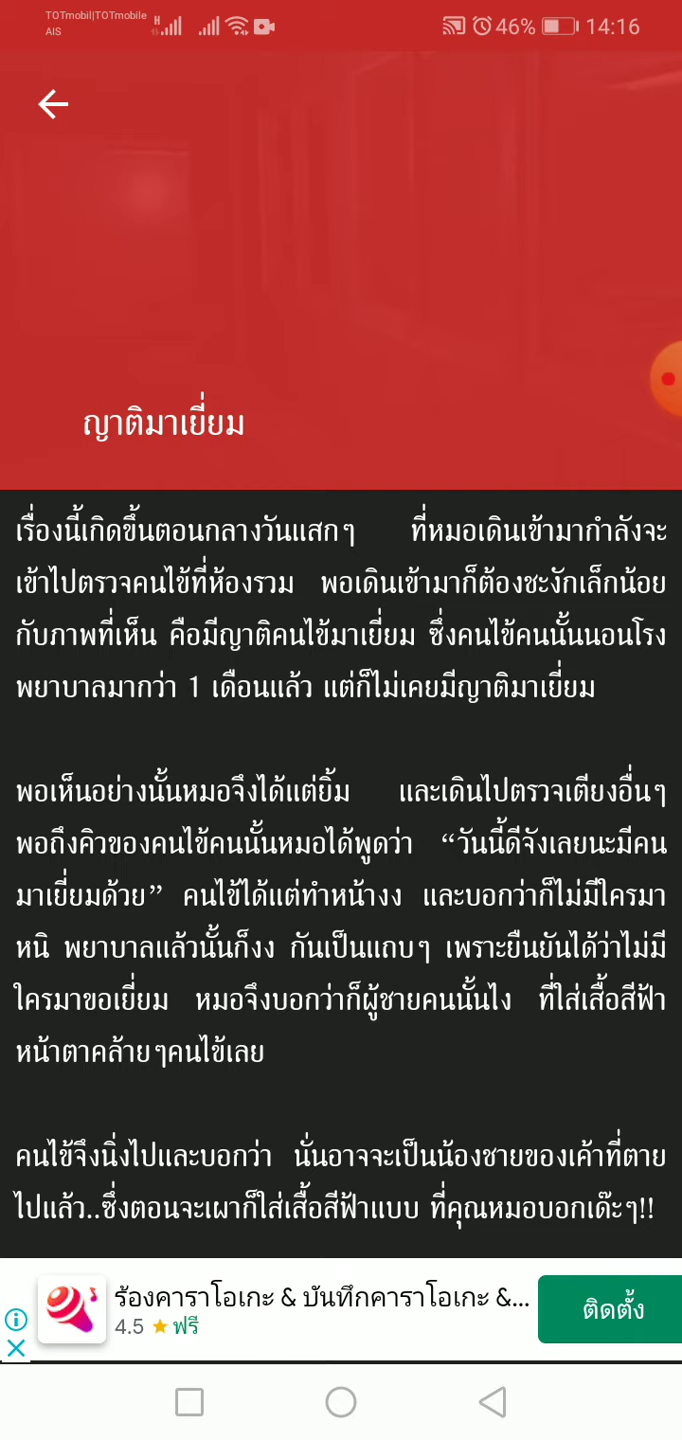 TOTmobil|TOTmobile
AIS
H
46%
14:16
ญาติมาเยี่ยม
เรื่องนี้เกิดขึ้นตอนกลางวันแสกๆ ที่หมอเดินเข้ามากำลังจะ
เข้าไปตรวจคนไข้ที่ห้องรวม พอเดินเข้ามาก็ต้องชะงักเล็กน้อย
กับภาพที่เห็น คือมีญาติคนไข้มาเยี่ยม ซึ่งคนไข้คนนั้นนอนโรง
พยาบาลมากว่า 1 เดือนแล้ว แต่ก็ไม่เคยมีญาติมาเยี่ยม
พอเห็นอย่างนั้นหมอจึงได้แต่ยิ้ม และเดินไปตรวจเตียงอื่นๆ
พอถึงคิวของคนไข้คนนั้นหมอได้พูดว่า “วันนี้ดีจังเลยนะมีคน
มาเยี่ยมด้วย” คนไข้ได้แต่ทำหน้างง และบอกว่าก็ไม่มีใครมา
หนิ พยาบาลแล้วนั้นก็งง กันเป็นแถบๆ เพราะยืนยันได้ว่าไม่มี
ใครมาขอเยี่ยม หมอจึงบอกว่าก็ผู้ชายคนนั้นไง ที่ใส่เสื้อสีฟ้า
หน้าตาคล้ายๆคนไข้เลย
คนไข้จึงนิ่งไปและบอกว่า นั่นอาจจะเป็นน้องชายของเค้าที่ตาย
ไปแล้ว..ซึ่งตอนจะเผาก็ใส่เสื้อสีฟ้าแบบ ที่คุณหมอบอกเด๊ะๆ!!
ร้องคาราโอเกะ & บันทึกคาราโอเกะ &...
4.5 ★ ฟรี
ติดตั้ง